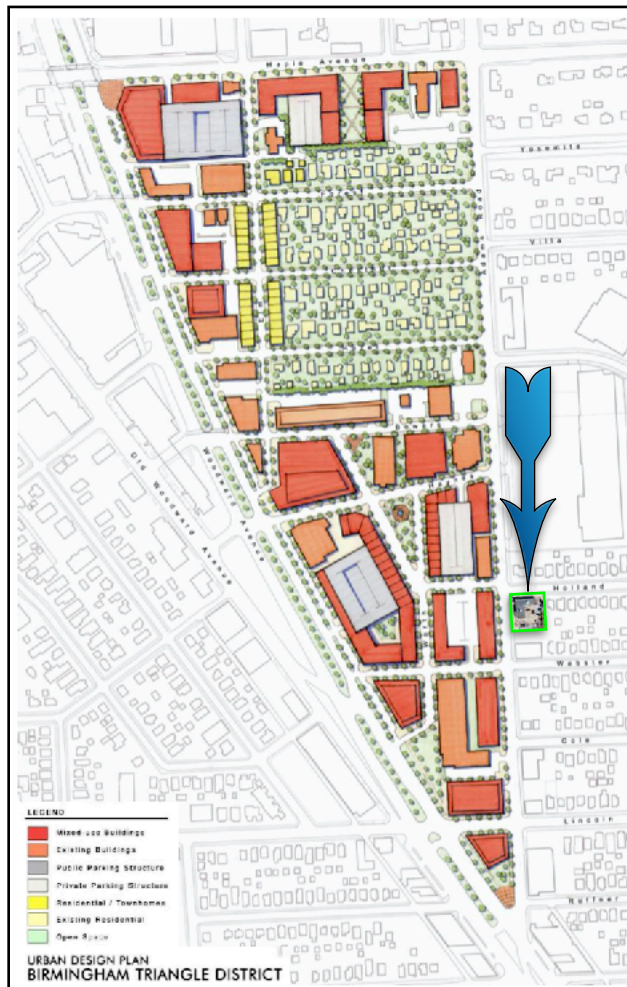 Maple Avenue
Yosemite
Villa
Old Woodward Avenue
Woodward Avenue
Holland
Webster
Cole
Lincoln
Ruffner
LEGEND
Mixed-use Buildings
Existing Buildings
Public Parking Structure
Private Parking Structure
Residential / Townhomes
Existing Residential
Open Space
URBAN DESIGN PLAN
BIRMINGHAM TRIANGLE DISTRICT